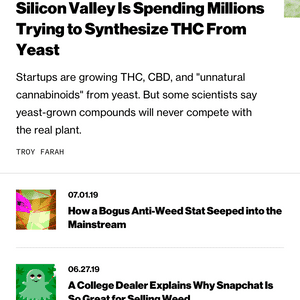 Silicon Valley Is Spending Millions
Trying to Synthesize THC From
Yeast
Startups are growing THC, CBD, and "unnatural
cannabinoids" from yeast. But some scientists say
yeast-grown compounds will never compete with
the real plant.
TROY FARAH
07.01.19
How a Bogus Anti-Weed Stat Seeped into the
Mainstream
06.27.19
A College Dealer Explains Why Snapchat Is
So Great for Selling Weed